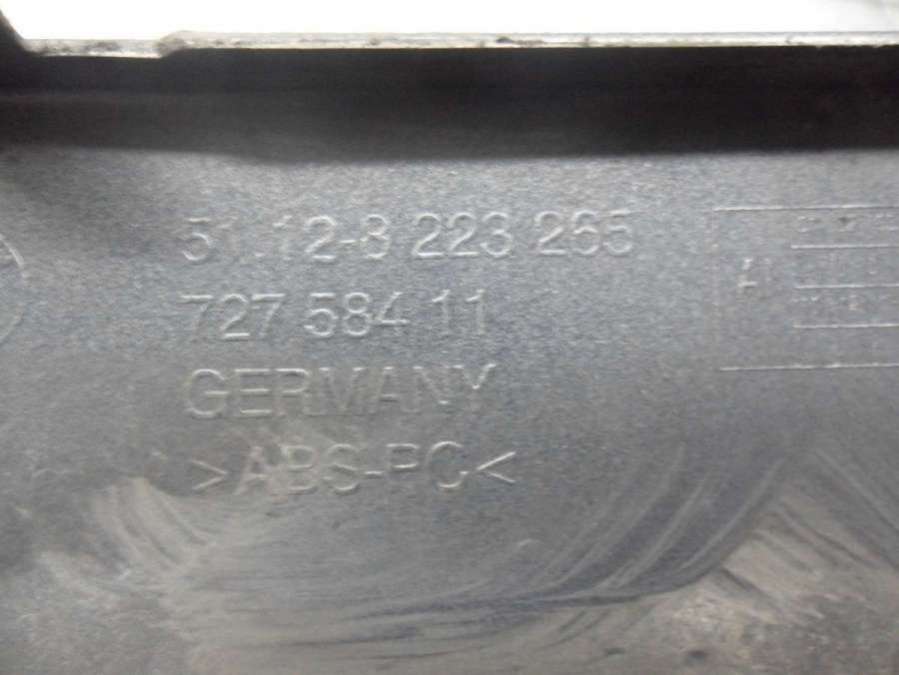 51.12-8 223 265
727 584 11
GERMANY
>ABS-PC<
A